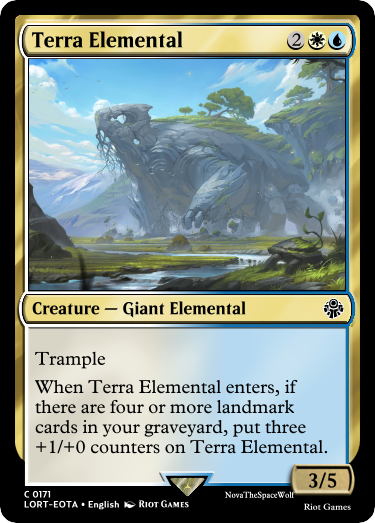 Terra Elemental 2
Creature — Giant Elemental
Trample
When Terra Elemental enters, if
there are four or more landmark
cards in your graveyard, put three
+1/+0 counters on Terra Elemental.
3/5
C 0171
LORT-EOTA • English Riot Games
NovaTheSpaceWolf
Riot Games